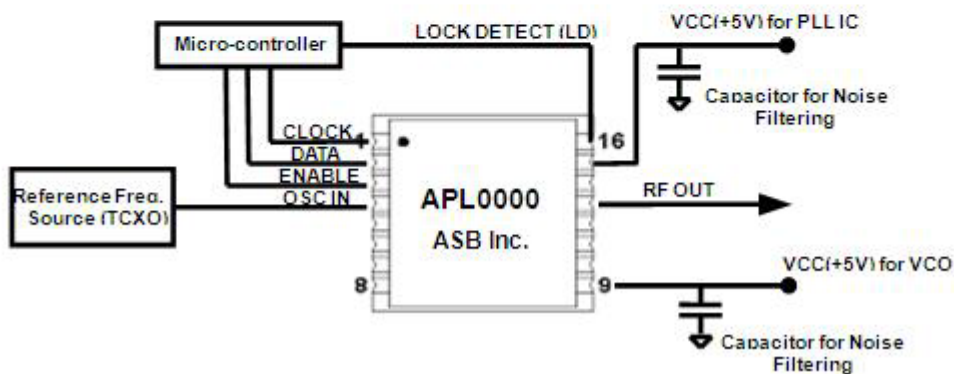 Micro-controller
LOCK DETECT (LD)
VCC(+5V) for PLL IC
Capacitor for Noise
Filtering
CLOCK
1
16
DATA
ENABLE
OSC IN
Reference Freq.
Source (TCXO)
APL0000
ASB Inc.
RF OUT
8
9
VCC(+5V) for VCO
Capacitor for Noise
Filtering